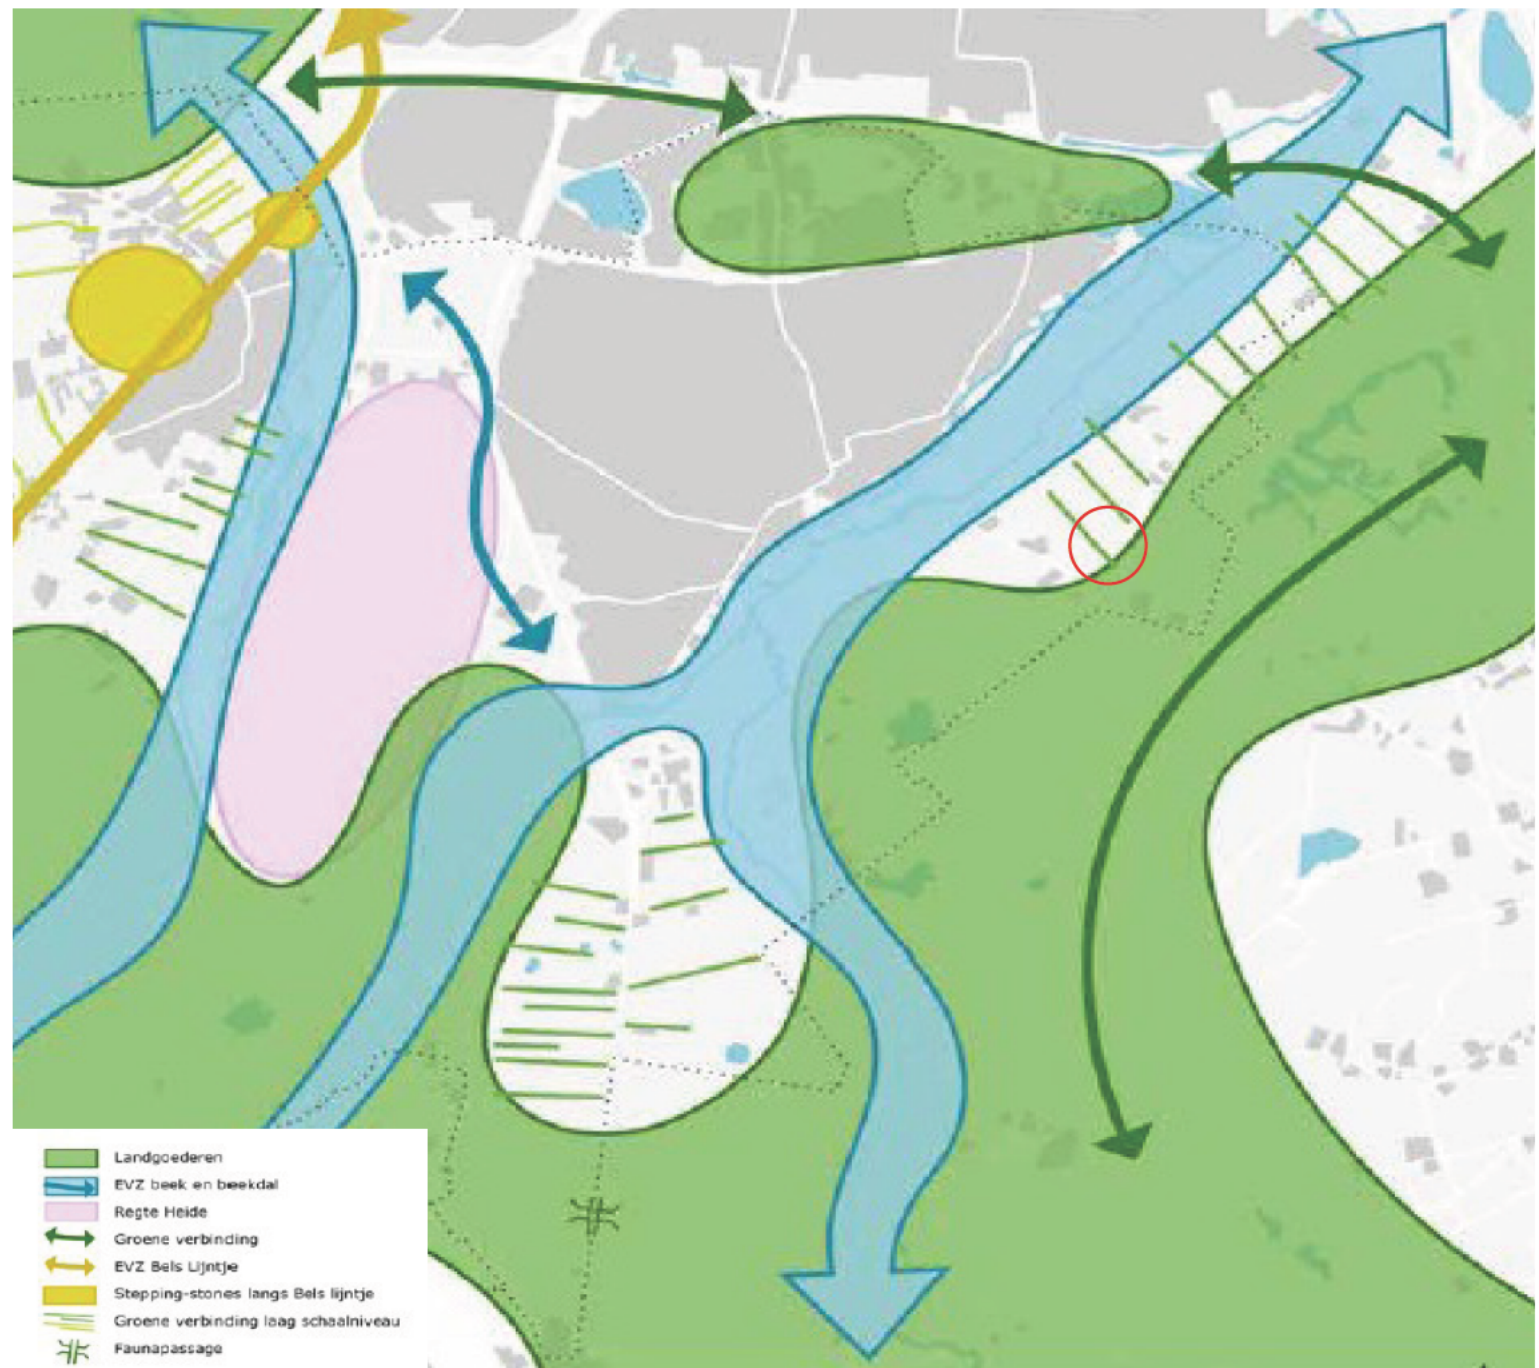 Landgoederen
EVZ beek en beekdal
Regte Heide
Groene verbinding
EVZ Bels Lijntje
Stepping-stones langs Bels lijntje
Groene verbinding laag schaalniveau
Faunapassage